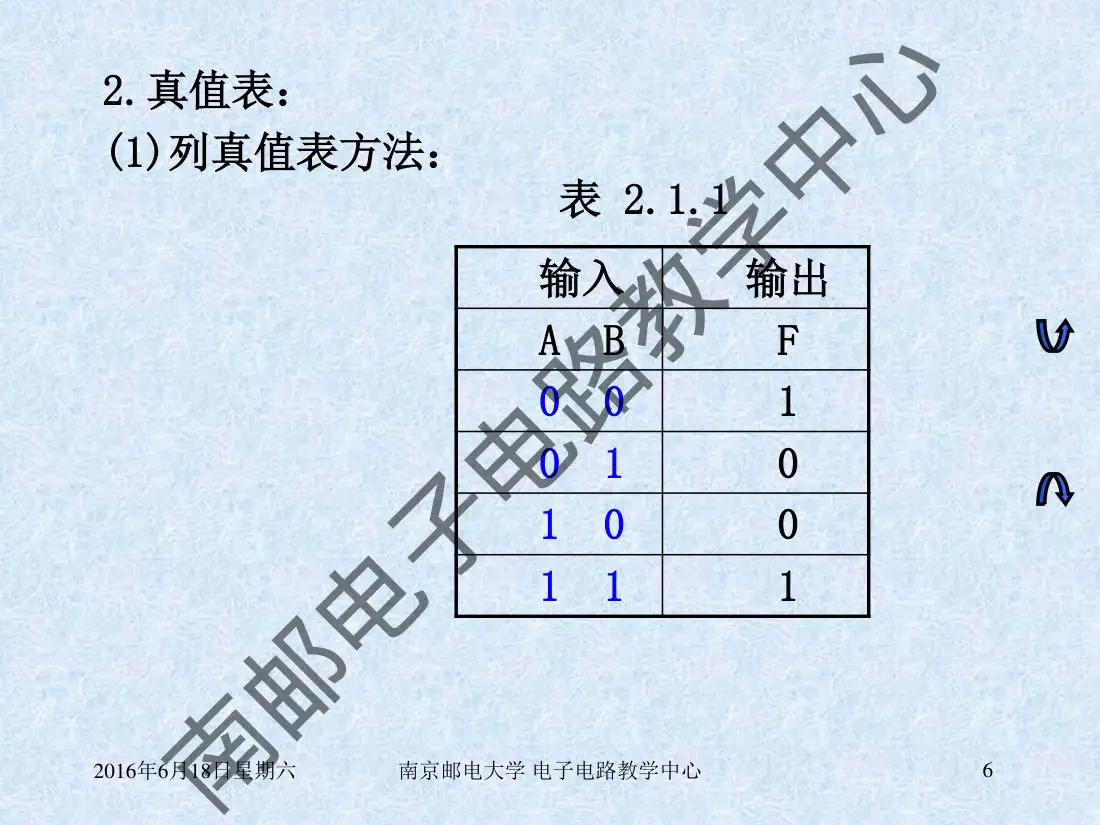 2.真值表：
(1)列真值表方法：
表 2.1.1
输入 输出
A B F
0 0 1
0 1 0
1 0 0
1 1 1
南邮电子电路教学中心
2016年6月18日星期六 南京邮电大学 电子电路教学中心 6